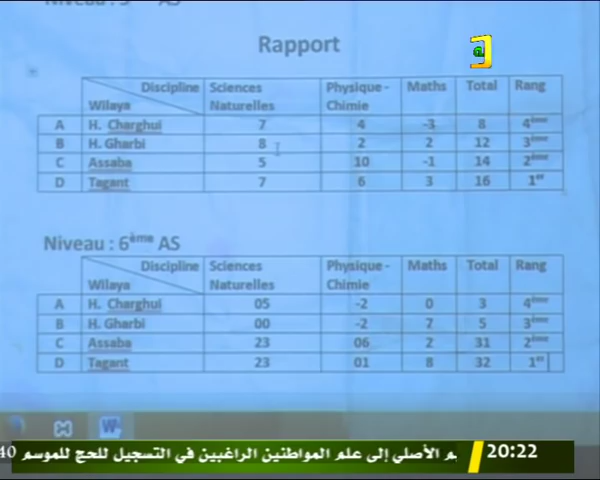 Niveau : 5 AS
Rapport
Discipline Sciences Naturelles Physique - Chimie Maths Total Rang
Wilaya
A H. Charghui 7 4 -3 8 4ème
B H. Gharbi 8 2 2 12 3ème
C Assaba 5 10 -1 14 2ème
D Tagant 7 6 3 16 1er
Niveau : 6ème AS
Discipline Sciences Naturelles Physique - Chimie Maths Total Rang
Wilaya
A H. Charghui 05 -2 0 3 4ème
B H. Gharbi 00 -2 7 5 3ème
C Assaba 23 06 2 31 2ème
D Tagant 23 01 8 32 1er
W
م الأصلي إلى علم المواطنين الراغبين في التسجيل للحج للموسم 40
20:22